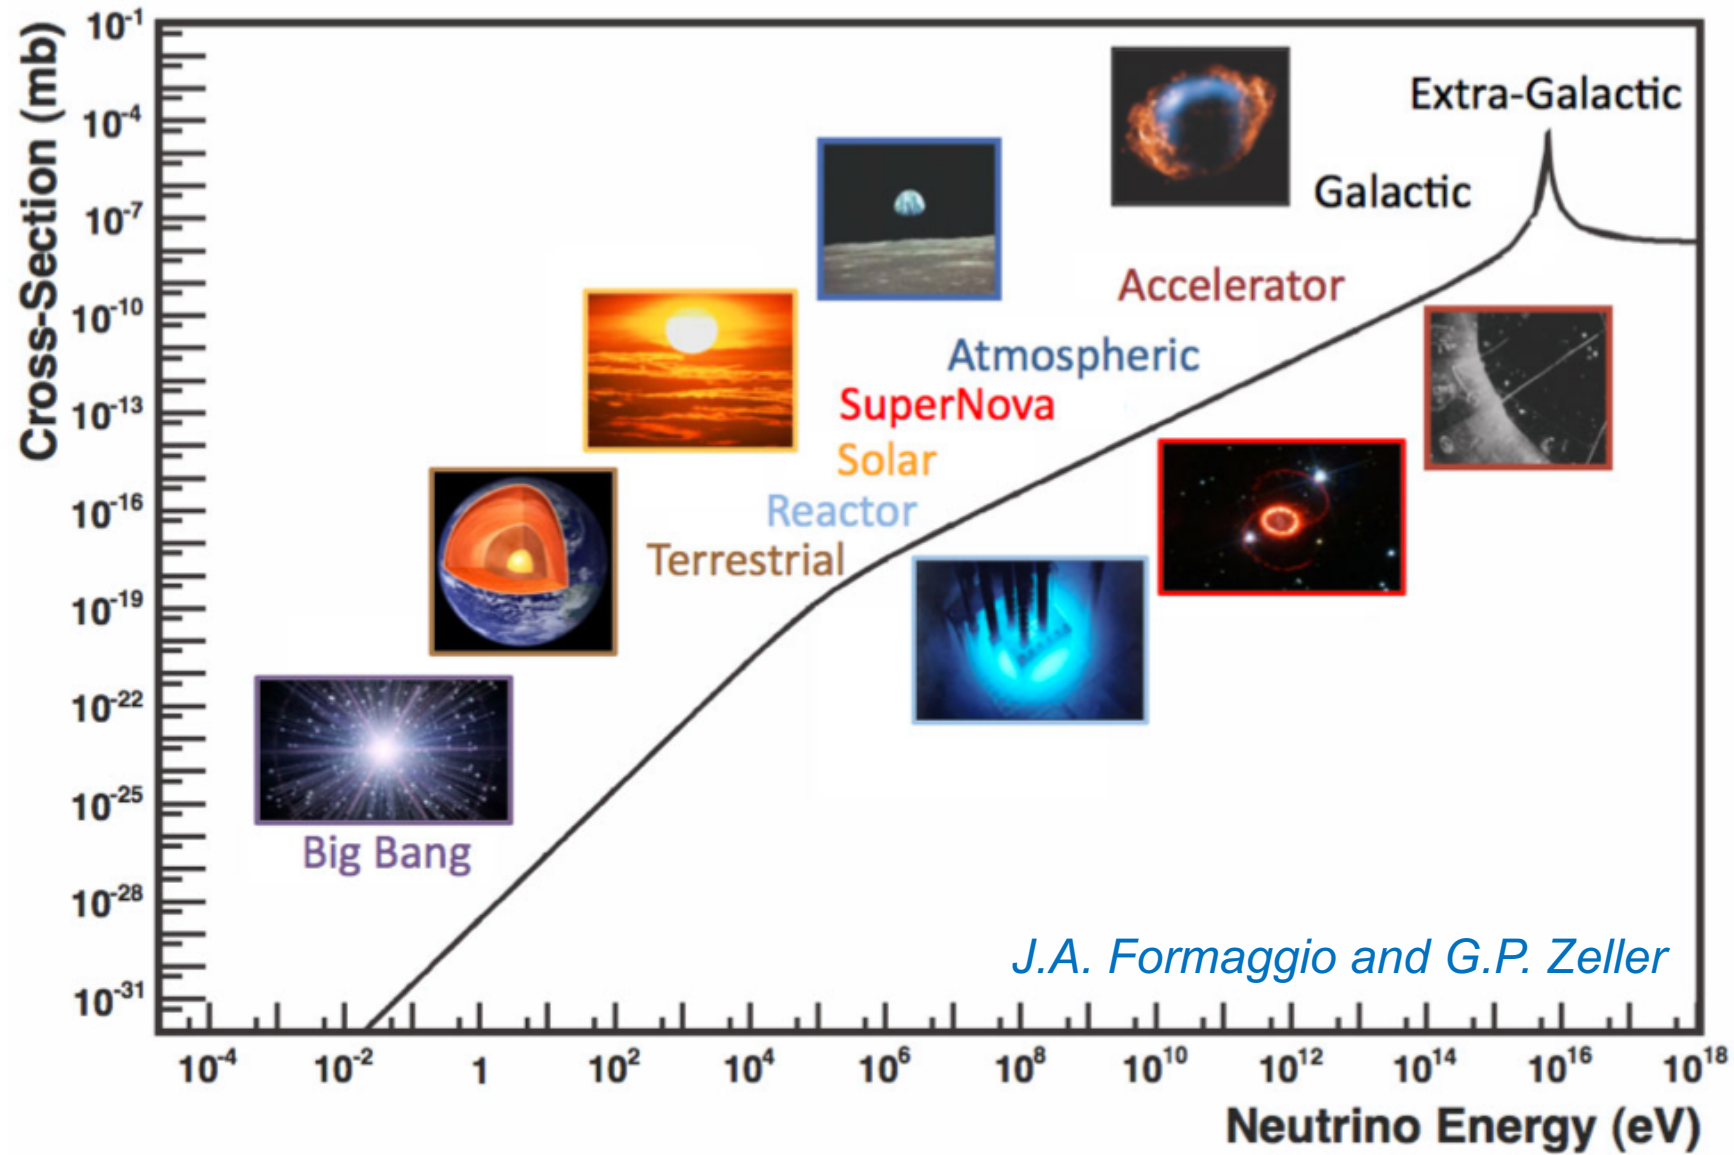 Cross-Section (mb)
10⁻¹
10⁻⁴
10⁻⁷
10⁻¹⁰
10⁻¹³
10⁻¹⁶
10⁻¹⁹
10⁻²²
10⁻²⁵
10⁻²⁸
10⁻³¹
Extra-Galactic
Galactic
Accelerator
Atmospheric
SuperNova
Solar
Reactor
Terrestrial
Big Bang
J.A. Formaggio and G.P. Zeller
10⁻⁴ 10⁻² 1 10² 10⁴ 10⁶ 10⁸ 10¹⁰ 10¹² 10¹⁴ 10¹⁶ 10¹⁸
Neutrino Energy (eV)